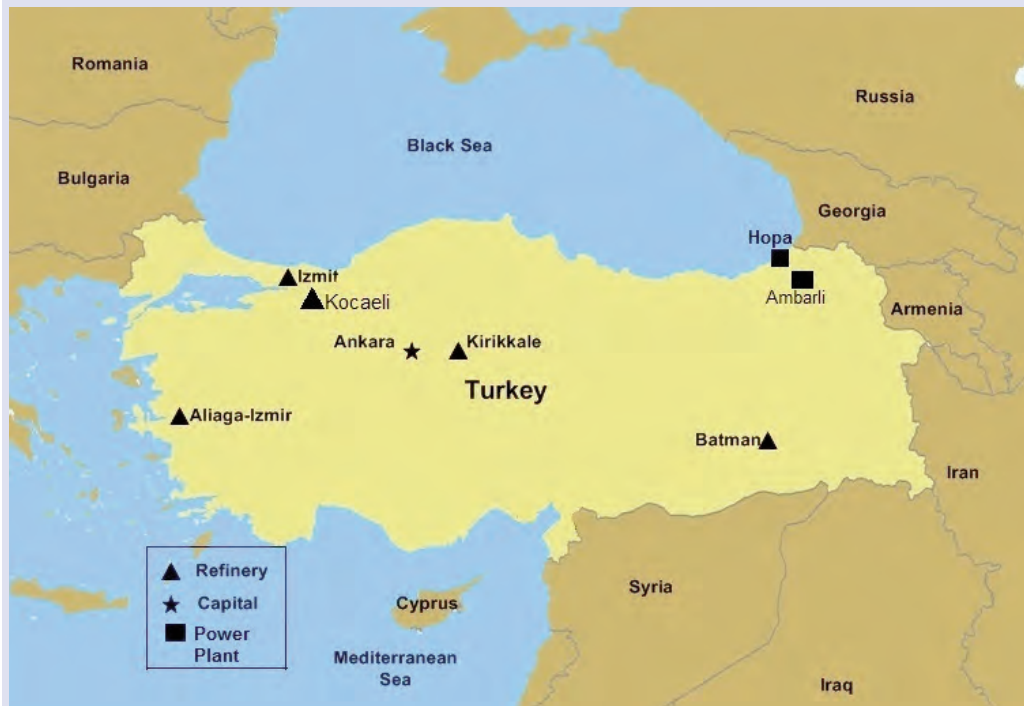 Romania
Russia
Black Sea
Bulgaria
Georgia
Hopa
Izmit
Ambarli
Kocaeli
Armenia
Ankara
Kirikkale
Turkey
Aliaga-Izmir
Batman
Iran
Refinery
Syria
Capital
Cyprus
Power
Plant
Mediterranean
Sea
Iraq